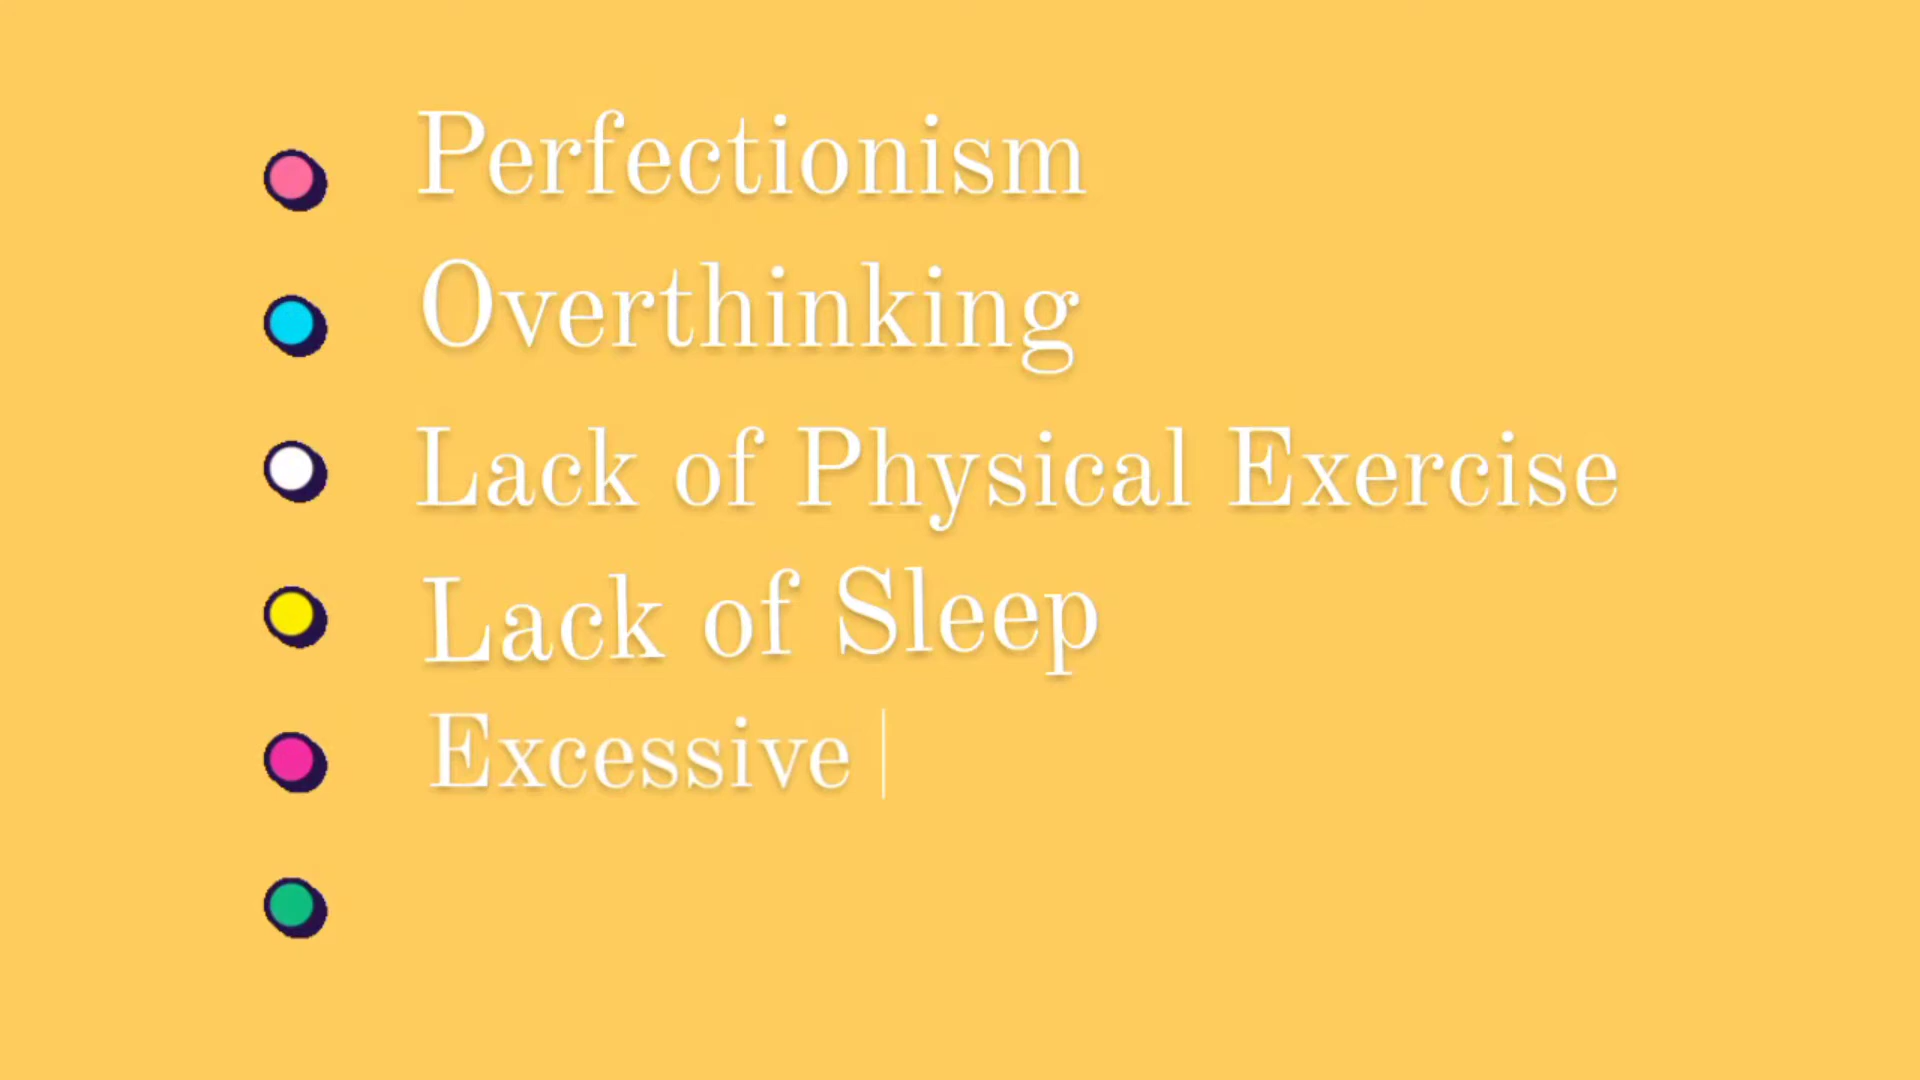 Perfectionism
Overthinking
Lack of Physical Exercise
Lack of Sleep
Excessive